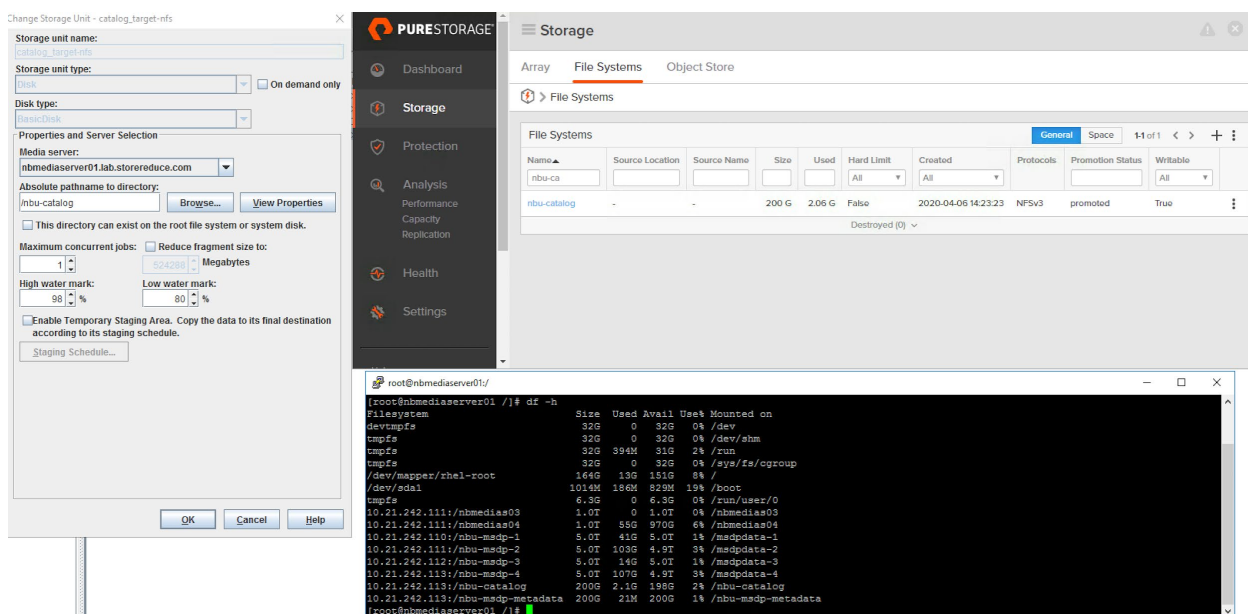 Change Storage Unit - catalog_target-nfs
Storage unit name:
catalog_target-nfs
Storage unit type:
Disk
On demand only
Disk type:
BasicDisk
Properties and Server Selection
Media server:
nbmediaserver01.lab.storereduce.com
Absolute pathname to directory:
/nbu-catalog
Browse...
View Properties
This directory can exist on the root file system or system disk.
Maximum concurrent jobs:
Reduce fragment size to:
1
524288
Megabytes
High water mark:
Low water mark:
98 %
80 %
Enable Temporary Staging Area. Copy the data to its final destination
according to its staging schedule.
Staging Schedule...
OK
Cancel
Help
PURESTORAGE
Dashboard
Storage
Protection
Analysis
Performance
Capacity
Replication
Health
Settings
Storage
Array File Systems Object Store
> File Systems
File Systems
General Space 1-1 of 1 < > +
Name Source Location Source Name Size Used Hard Limit Created Protocols Promotion Status Writable
nbu-ca All All All
nbu-catalog - - 200 G 2.06 G False 2020-04-06 14:23:23 NFSv3 promoted True
Destroyed (0)
root@nbmediaserver01:/
[root@nbmediaserver01 /]# df -h
Filesystem Size Used Avail Use% Mounted on
devtmpfs 32G 0 32G 0% /dev
tmpfs 32G 0 32G 0% /dev/shm
tmpfs 32G 394M 31G 2% /run
tmpfs 32G 0 32G 0% /sys/fs/cgroup
/dev/mapper/rhel-root 164G 13G 151G 8% /
/dev/sda1 1014M 186M 829M 19% /boot
tmpfs 6.3G 0 6.3G 0% /run/user/0
10.21.242.111:/nbmedias03 1.0T 0 1.0T 0% /nbmedias03
10.21.242.111:/nbmedias04 1.0T 55G 970G 6% /nbmedias04
10.21.242.110:/nbu-msdp-1 5.0T 41G 5.0T 1% /msdpdata-1
10.21.242.111:/nbu-msdp-2 5.0T 103G 4.9T 3% /msdpdata-2
10.21.242.112:/nbu-msdp-3 5.0T 14G 5.0T 1% /msdpdata-3
10.21.242.113:/nbu-msdp-4 5.0T 107G 4.9T 3% /msdpdata-4
10.21.242.113:/nbu-catalog 200G 2.1G 198G 2% /nbu-catalog
10.21.242.113:/nbu-msdp-metadata 200G 21M 200G 1% /nbu-msdp-metadata
[root@nbmediaserver01 /]#